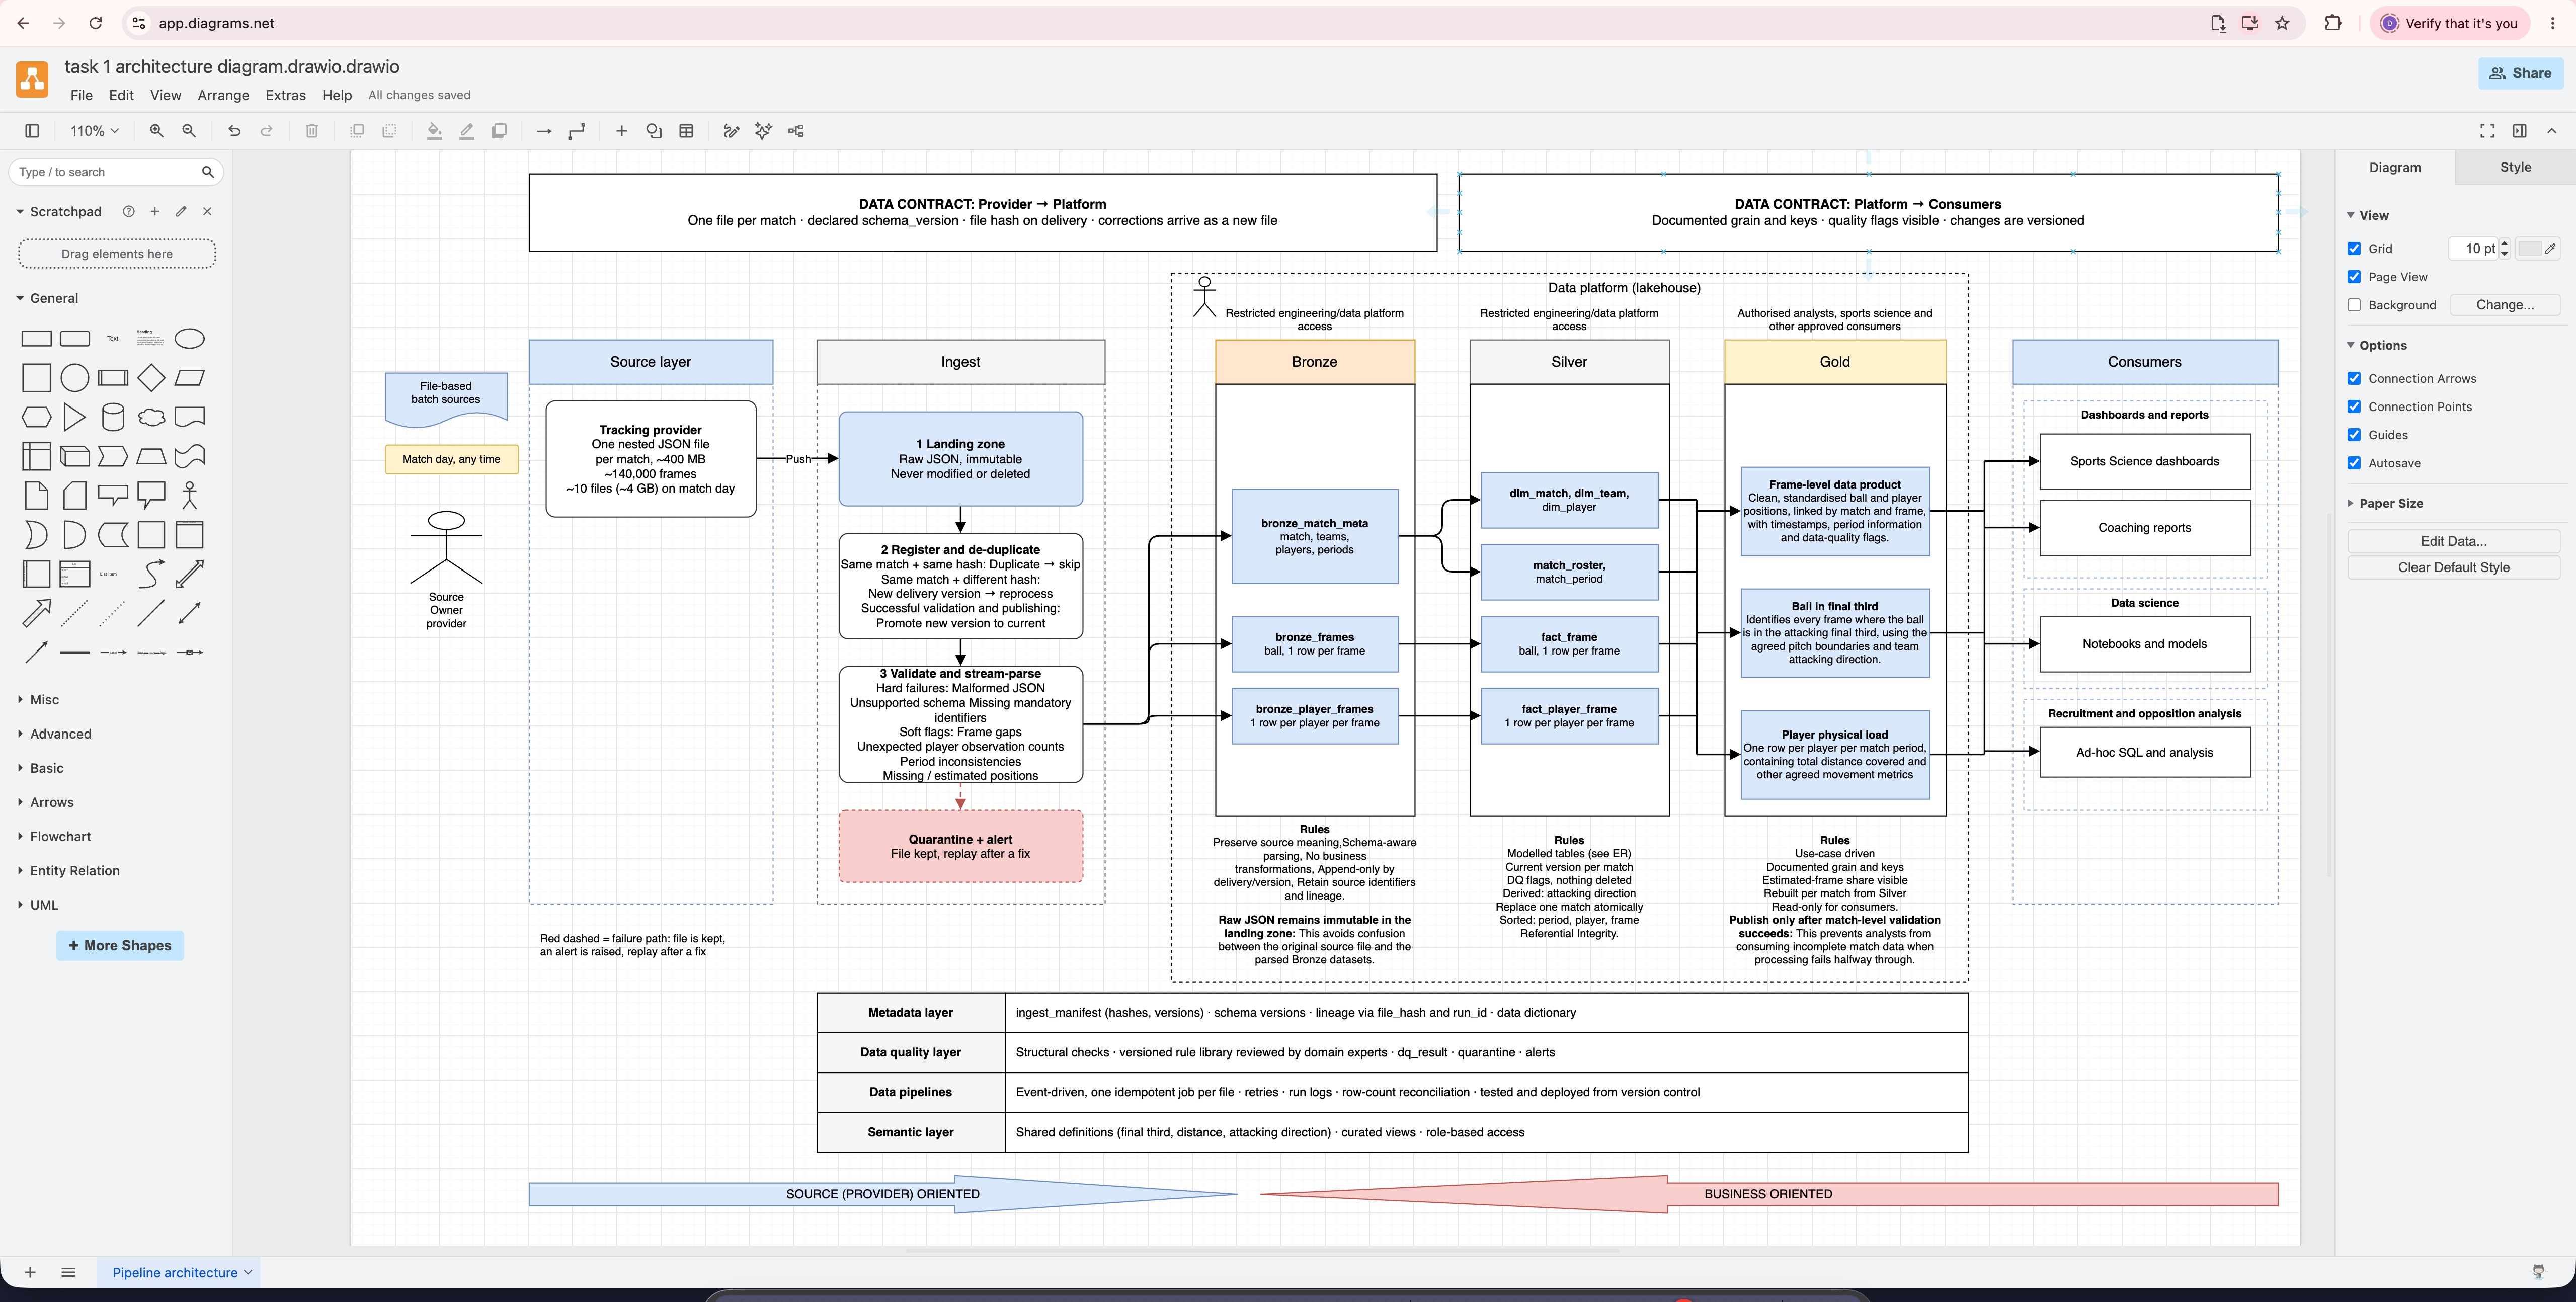 app.diagrams.net
Verify that it's you
task 1 architecture diagram.drawio.drawio
File Edit View Arrange Extras Help All changes saved
Share
110%
Type / to search
Scratchpad
Drag elements here
General
Text
Heading
List Item
Misc
Advanced
Basic
Arrows
Flowchart
Entity Relation
UML
+ More Shapes
DATA CONTRACT: Provider → Platform
One file per match · declared schema_version · file hash on delivery · corrections arrive as a new file
DATA CONTRACT: Platform → Consumers
Documented grain and keys · quality flags visible · changes are versioned
Data platform (lakehouse)
Restricted engineering/data platform
access
Restricted engineering/data platform
access
Authorised analysts, sports science and
other approved consumers
File-based
batch sources
Match day, any time
Source
Owner
provider
Source layer
Tracking provider
One nested JSON file
per match, ~400 MB
~140,000 frames
~10 files (~4 GB) on match day
Push
Red dashed = failure path: file is kept,
an alert is raised, replay after a fix
Ingest
1 Landing zone
Raw JSON, immutable
Never modified or deleted
2 Register and de-duplicate
Same match + same hash: Duplicate → skip
Same match + different hash:
New delivery version → reprocess
Successful validation and publishing:
Promote new version to current
3 Validate and stream-parse
Hard failures: Malformed JSON
Unsupported schema Missing mandatory
identifiers
Soft flags: Frame gaps
Unexpected player observation counts
Period inconsistencies
Missing / estimated positions
Quarantine + alert
File kept, replay after a fix
Bronze
bronze_match_meta
match, teams,
players, periods
bronze_frames
ball, 1 row per frame
bronze_player_frames
1 row per player per frame
Rules
Preserve source meaning,Schema-aware
parsing, No business
transformations, Append-only by
delivery/version, Retain source identifiers
and lineage.
Raw JSON remains immutable in the
landing zone: This avoids confusion
between the original source file and the
parsed Bronze datasets.
Silver
dim_match, dim_team,
dim_player
match_roster,
match_period
fact_frame
ball, 1 row per frame
fact_player_frame
1 row per player per frame
Rules
Modelled tables (see ER)
Current version per match
DQ flags, nothing deleted
Derived: attacking direction
Replace one match atomically
Sorted: period, player, frame
Referential Integrity.
Gold
Frame-level data product
Clean, standardised ball and player
positions, linked by match and frame,
with timestamps, period information
and data-quality flags.
Ball in final third
Identifies every frame where the ball
is in the attacking final third, using the
agreed pitch boundaries and team
attacking direction.
Player physical load
One row per player per match period,
containing total distance covered and
other agreed movement metrics
Rules
Use-case driven
Documented grain and keys
Estimated-frame share visible
Rebuilt per match from Silver
Read-only for consumers.
Publish only after match-level validation
succeeds: This prevents analysts from
consuming incomplete match data when
processing fails halfway through.
Consumers
Dashboards and reports
Sports Science dashboards
Coaching reports
Data science
Notebooks and models
Recruitment and opposition analysis
Ad-hoc SQL and analysis
Metadata layer ingest_manifest (hashes, versions) · schema versions · lineage via file_hash and run_id · data dictionary
Data quality layer Structural checks · versioned rule library reviewed by domain experts · dq_result · quarantine · alerts
Data pipelines Event-driven, one idempotent job per file · retries · run logs · row-count reconciliation · tested and deployed from version control
Semantic layer Shared definitions (final third, distance, attacking direction) · curated views · role-based access
SOURCE (PROVIDER) ORIENTED
BUSINESS ORIENTED
Diagram Style
View
Grid 10 pt
Page View
Background Change...
Options
Connection Arrows
Connection Points
Guides
Autosave
Paper Size
Edit Data...
Clear Default Style
Pipeline architecture